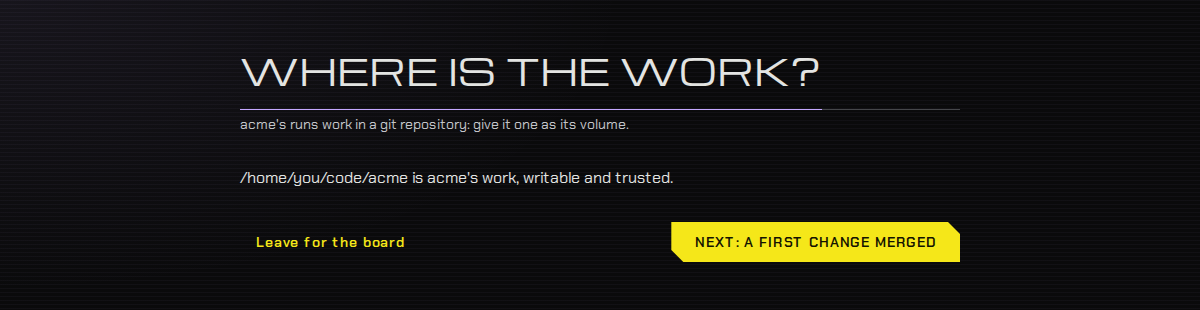 WHERE IS THE WORK?
acme's runs work in a git repository: give it one as its volume.
/home/you/code/acme is acme's work, writable and trusted.
Leave for the board
NEXT: A FIRST CHANGE MERGED